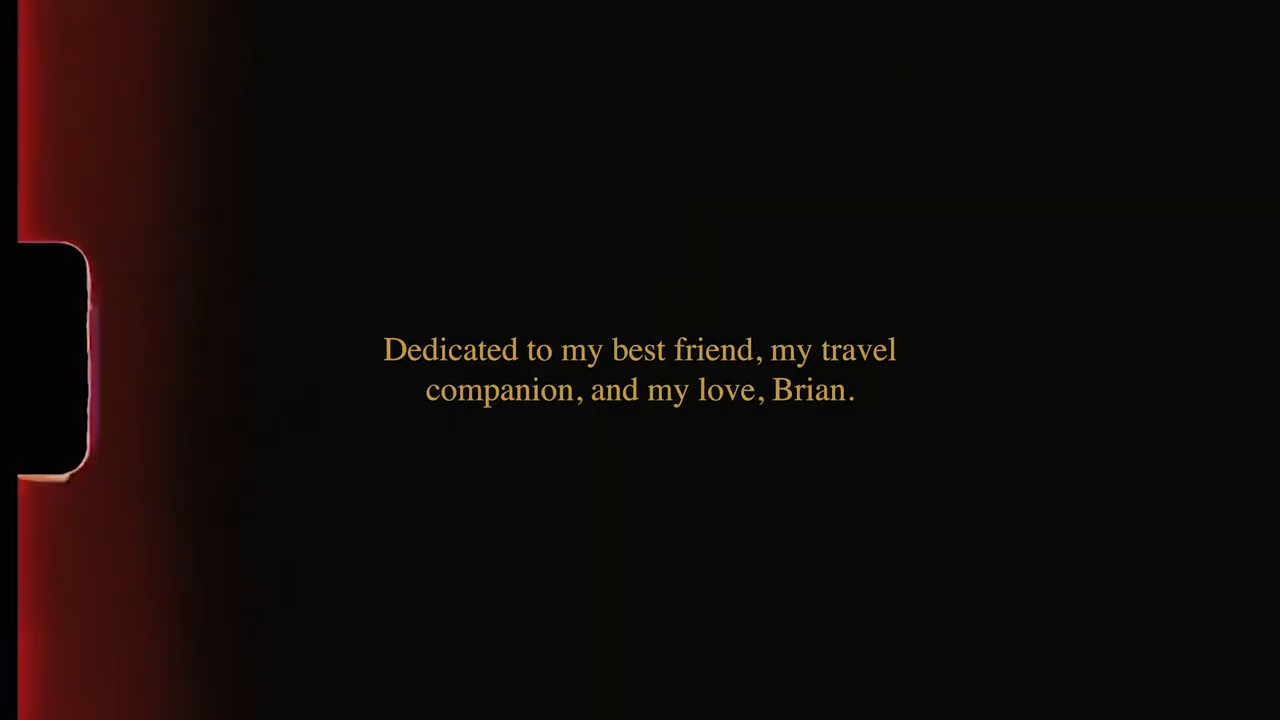 Dedicated to my best friend, my travel
companion, and my love, Brian.